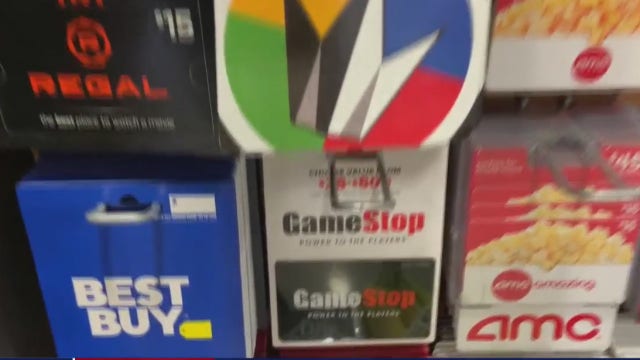 $15
REGAL
the best place to watch a movie
amc
BEST
BUY
GameStop
POWER TO THE PLAYERS
GameStop
POWER TO THE PLAYERS
amc amazing
AMC